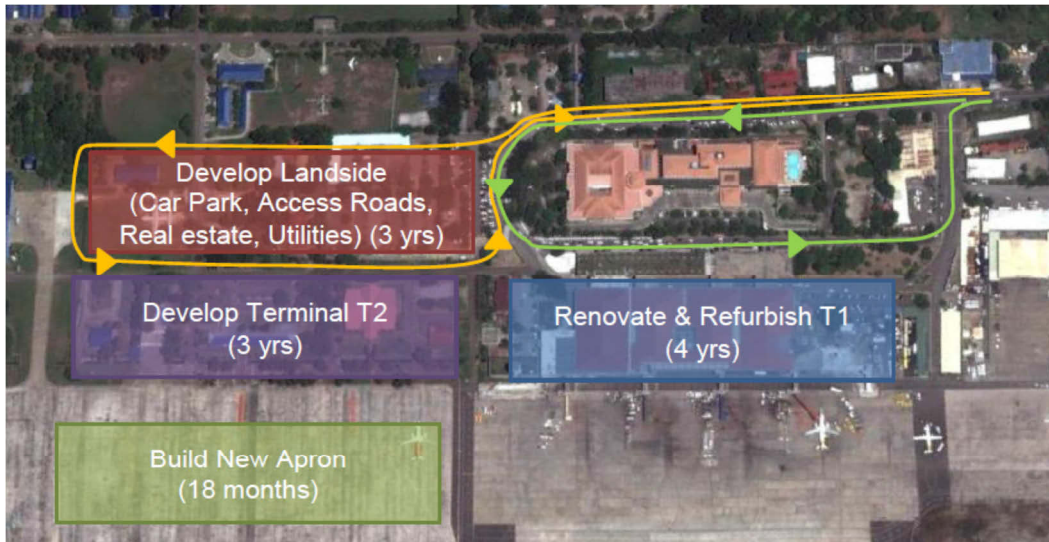 Develop Landside
(Car Park, Access Roads,
Real estate, Utilities) (3 yrs)
Develop Terminal T2
(3 yrs)
Renovate & Refurbish T1
(4 yrs)
Build New Apron
(18 months)